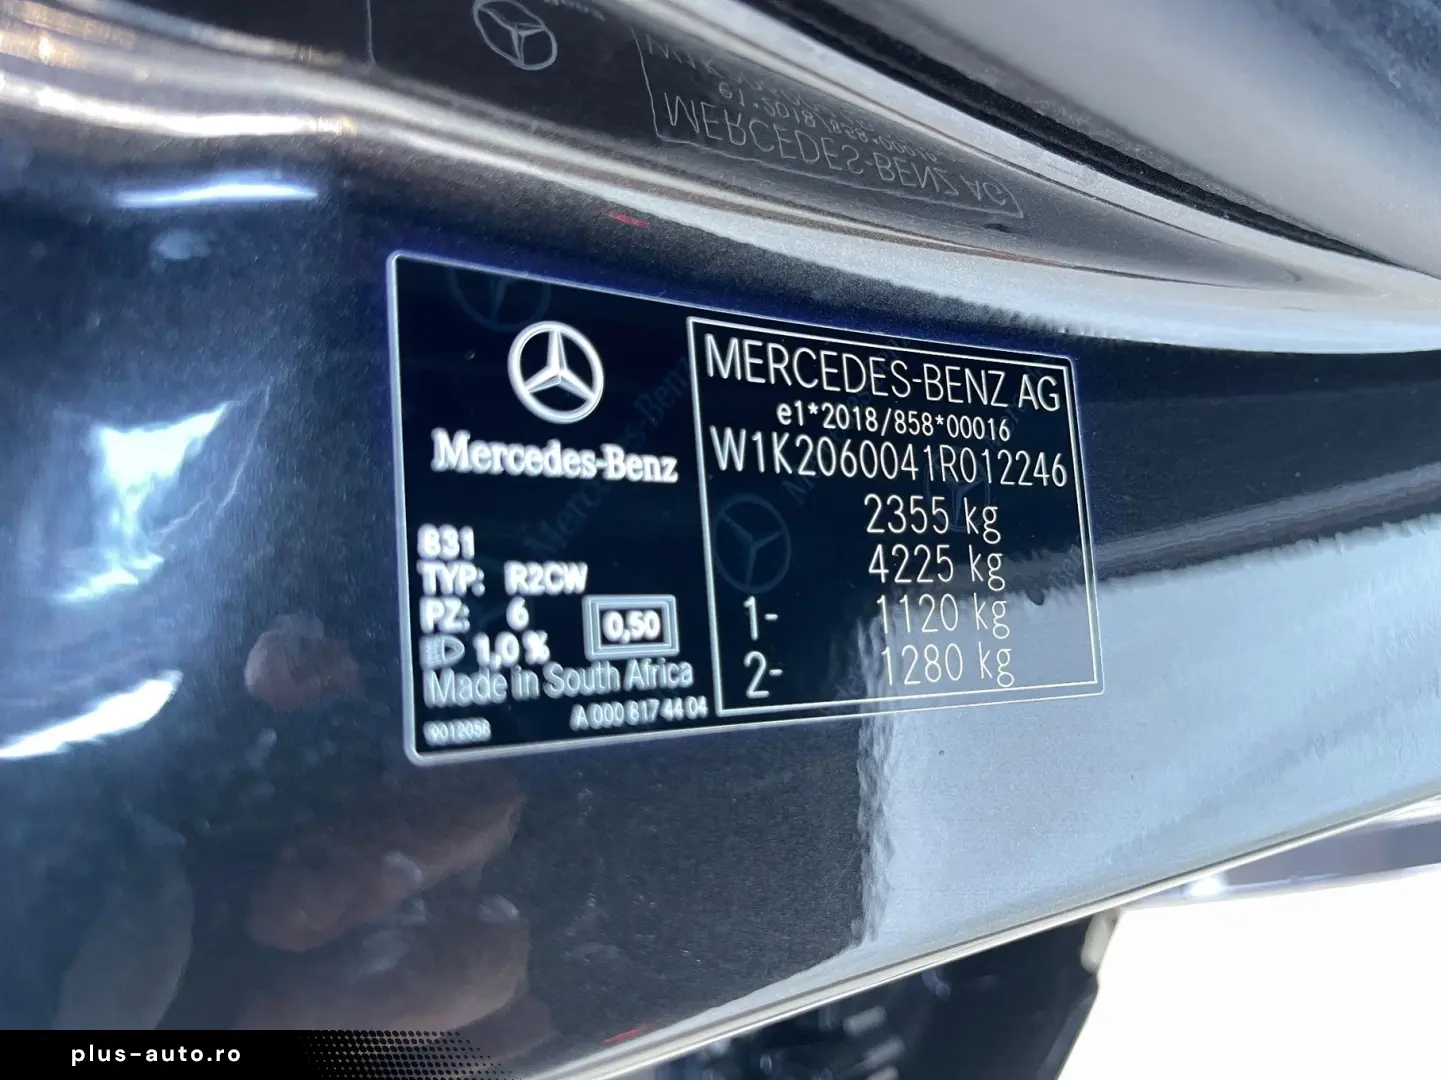 Mercedes-Benz
831
TYP: R2CW
PZ: 6
0,50
1,0 %
Made in South Africa
A 000 817 44 04
MERCEDES-BENZ AG
e1*2018/858*00016
W1K2060041R012246
2355 kg
4225 kg
1- 1120 kg
2- 1280 kg
plus-auto.ro